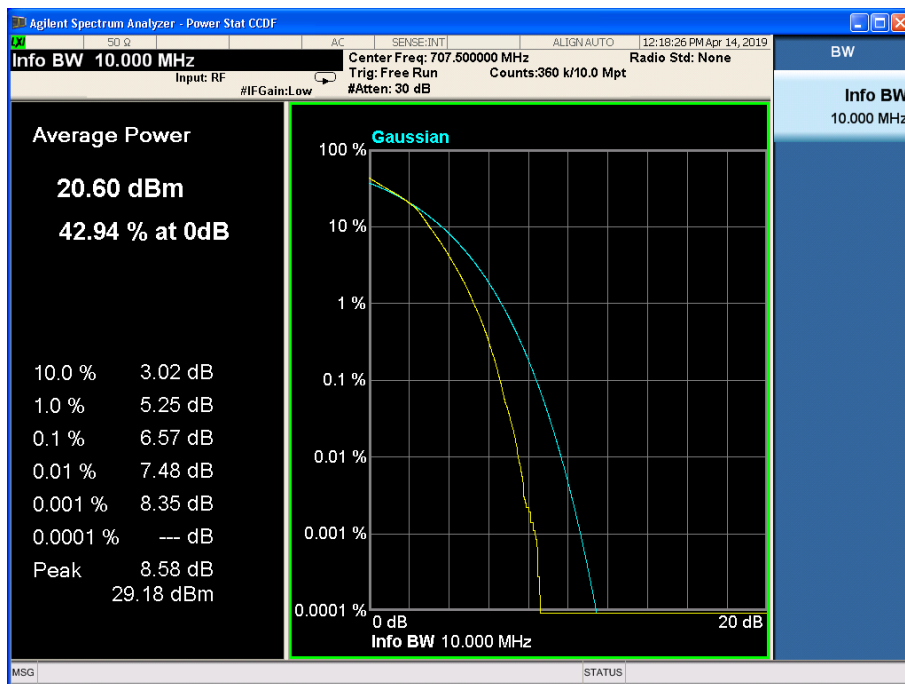 Agilent Spectrum Analyzer - Power Stat CCDF
LXI 50 Ω AC SENSE:INT ALIGN AUTO 12:18:26 PM Apr 14, 2019
Info BW 10.000 MHz
Center Freq: 707.500000 MHz Radio Std: None
Trig: Free Run Counts:360 k/10.0 Mpt
Input: RF
#IFGain:Low #Atten: 30 dB
BW
Info BW
10.000 MHz
Average Power
20.60 dBm
42.94 % at 0dB
10.0 % 3.02 dB
1.0 % 5.25 dB
0.1 % 6.57 dB
0.01 % 7.48 dB
0.001 % 8.35 dB
0.0001 % --- dB
Peak 8.58 dB
29.18 dBm
Gaussian
100 %
10 %
1 %
0.1 %
0.01 %
0.001 %
0.0001 %
0 dB 20 dB
Info BW 10.000 MHz
MSG STATUS